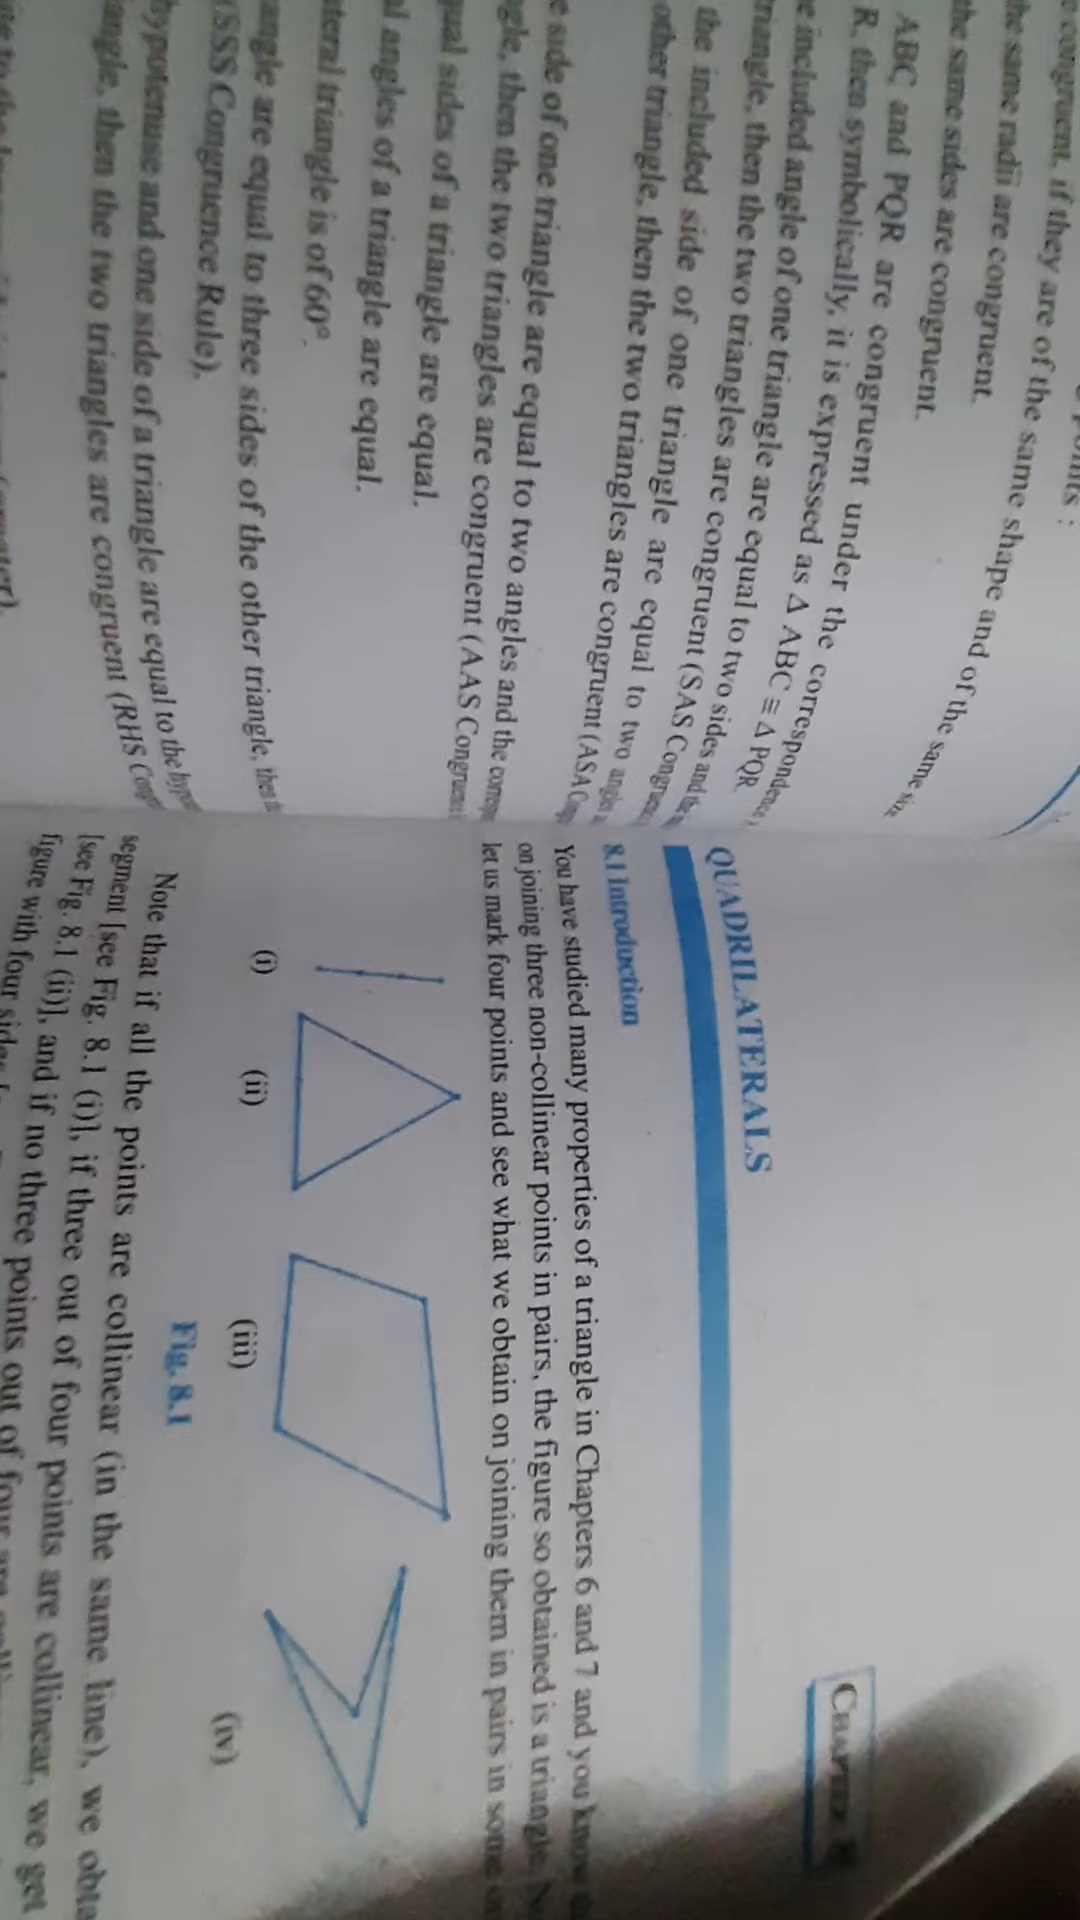 points :
congruent, if they are of the same shape and of the same
the same radii are congruent.
the same sides are congruent.
ABC and PQR are congruent under the correspondence
R, then symbolically, it is expressed as Δ ABC ≡ Δ PQR.
included angle of one triangle are equal to two sides and the
triangle, then the two triangles are congruent (SAS
the included side of one triangle are equal to two angles
other triangle, then the two triangles are congruent (ASA
side of one triangle are equal to two angles and the
then the two triangles are congruent (AAS
sides of a triangle are equal.
angles of a triangle are equal.
triangle is of 60°.
angle are equal to three sides of the other triangle, then
(SSS Congruence Rule).
hypotenuse and one side of a triangle are equal to the
angle, then the two triangles are congruent (RHS
CHAPTER
QUADRILATERALS
8.1 Introduction
You have studied many properties of a triangle in Chapters 6 and 7 and you know
on joining three non-collinear points in pairs, the figure so obtained is a triangle.
let us mark four points and see what we obtain on joining them in pairs in some
(i) (ii) (iii) (iv)
Fig. 8.1
Note that if all the points are collinear (in the same line), we
segment [see Fig. 8.1 (i)], if three out of four points are collinear, we get
[see Fig. 8.1 (ii)], and if no three points out of four are
figure with four